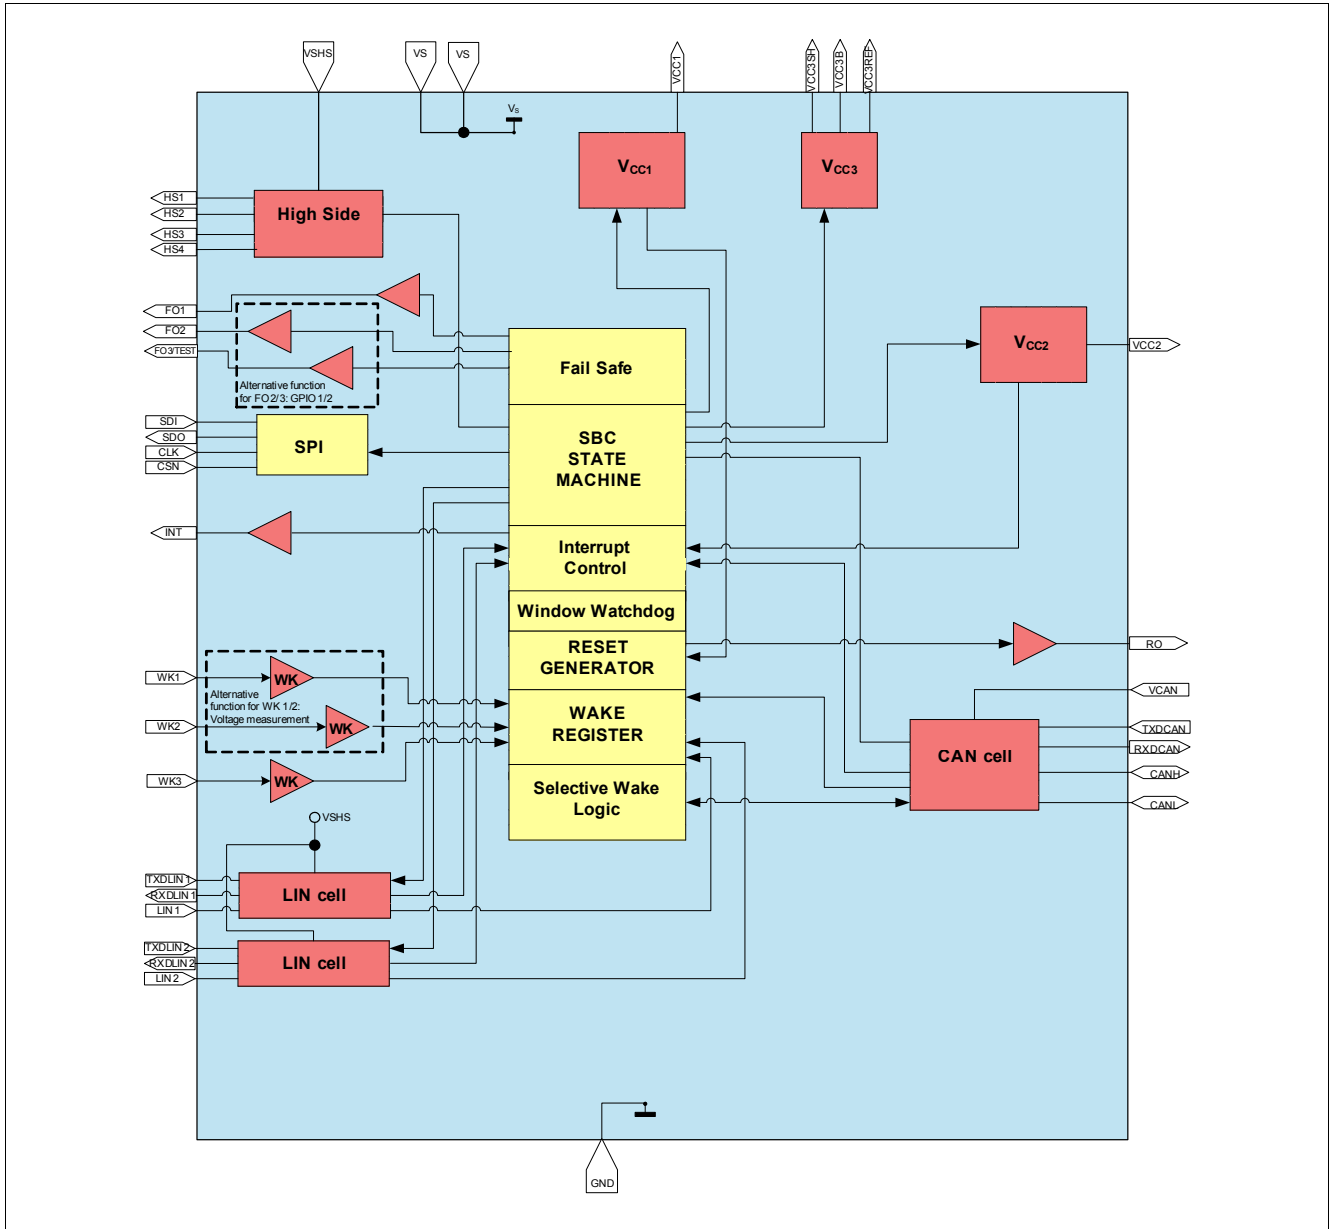 VSHS
VS
VS
VCC1
VCC3SH
VCC3B
VCC3REF
Vs
VCC1
VCC3
HS1
HS2
HS3
HS4
High Side
FO1
FO2
FO3/TEST
Alternative function
for FO2/3: GPIO1/2
Fail Safe
VCC2
VCC2
SDI
SDO
CLK
CSN
SPI
SBC
STATE
MACHINE
INT
Interrupt
Control
Window Watchdog
RESET
GENERATOR
RO
WK1
WK
Alternative
function for WK1/2:
Voltage measurement
WK2
WK
WK3
WK
WAKE
REGISTER
Selective Wake
Logic
VCAN
TXDCAN
RXDCAN
CANH
CANL
CAN cell
VSHS
TXDLIN1
RXDLIN1
LIN1
LIN cell
TXDLIN2
RXDLIN2
LIN2
LIN cell
GND